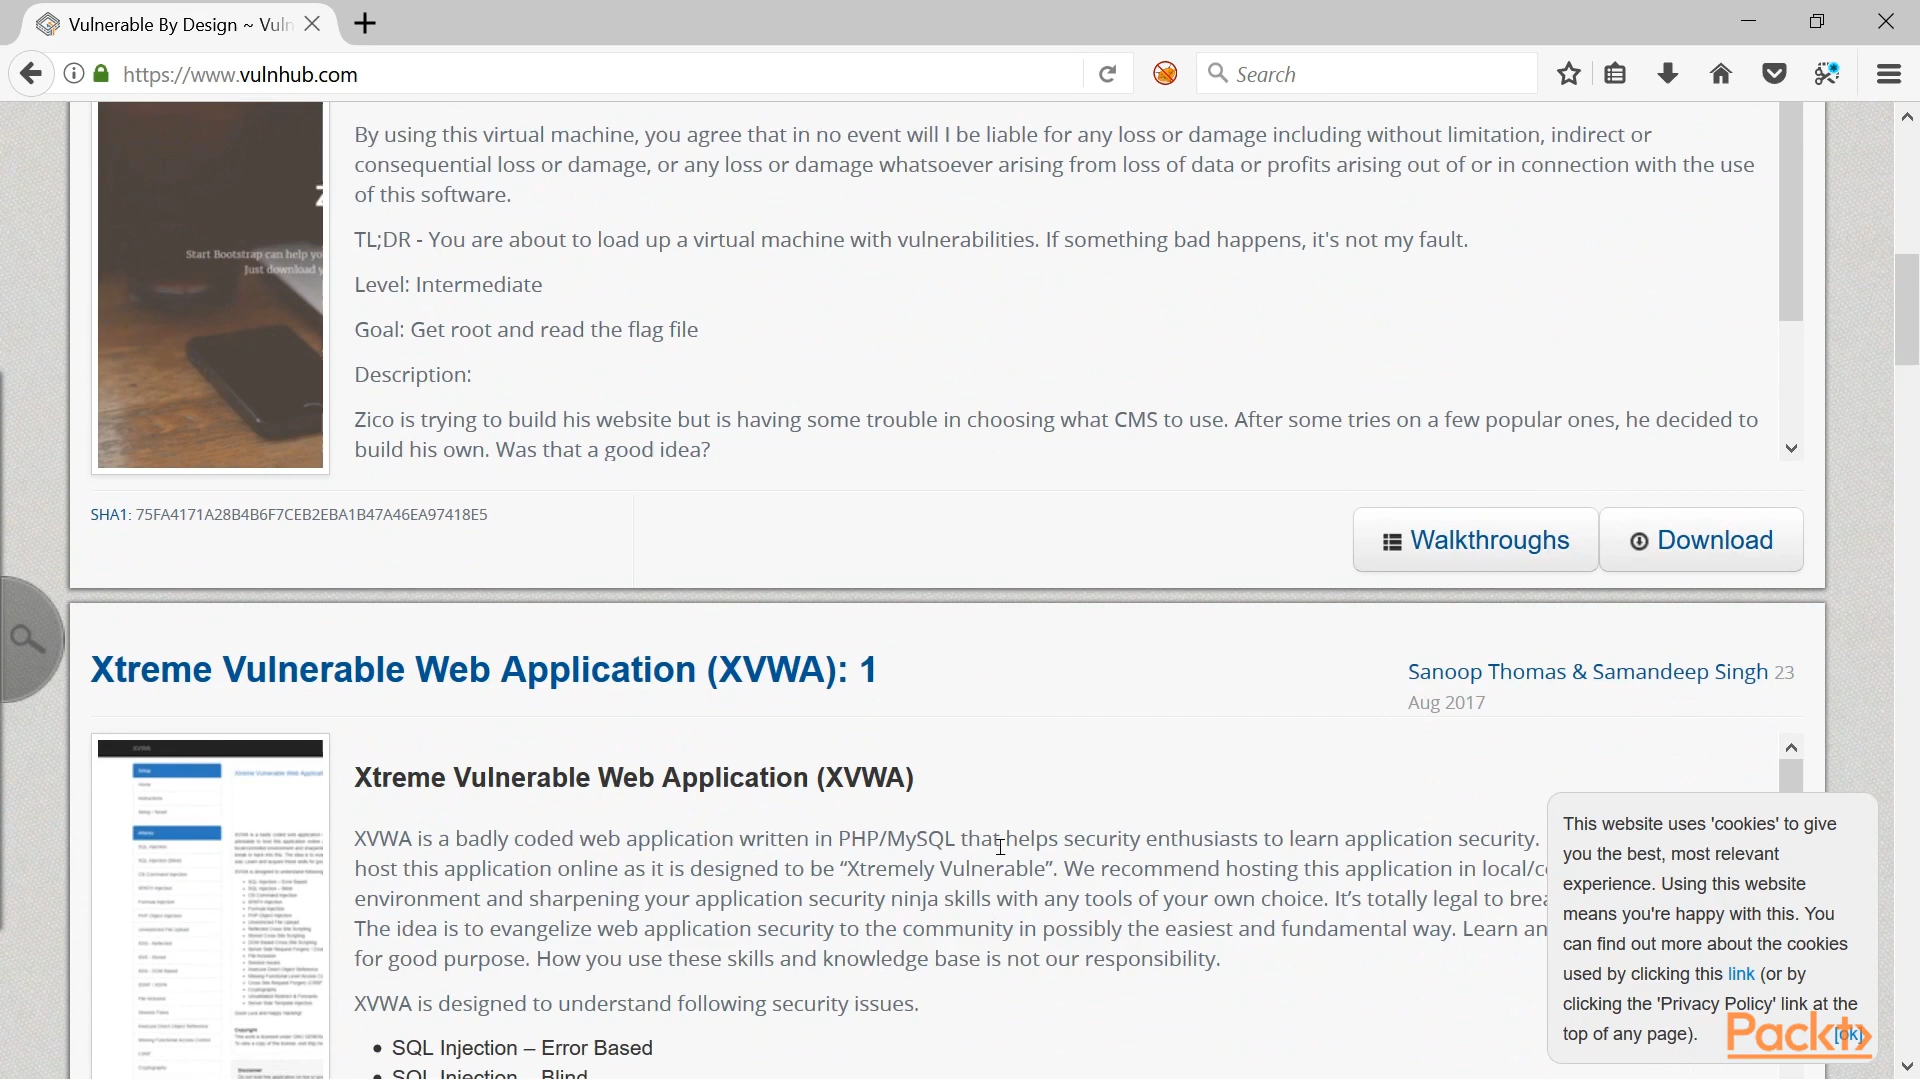 Vulnerable By Design ~ Vuln
https://www.vulnhub.com
Search
By using this virtual machine, you agree that in no event will I be liable for any loss or damage including without limitation, indirect or
consequential loss or damage, or any loss or damage whatsoever arising from loss of data or profits arising out of or in connection with the use
of this software.
Start Bootstrap can help yo
Just download y
TL;DR - You are about to load up a virtual machine with vulnerabilities. If something bad happens, it's not my fault.
Level: Intermediate
Goal: Get root and read the flag file
Description:
Zico is trying to build his website but is having some trouble in choosing what CMS to use. After some tries on a few popular ones, he decided to
build his own. Was that a good idea?
SHA1: 75FA4171A28B4B6F7CEB2EBA1B47A46EA97418E5
Walkthroughs
Download
Xtreme Vulnerable Web Application (XVWA): 1
Sanoop Thomas & Samandeep Singh 23
Aug 2017
Xtreme Vulnerable Web Application (XVWA)
XVWA is a badly coded web application written in PHP/MySQL that helps security enthusiasts to learn application security.
host this application online as it is designed to be “Xtremely Vulnerable”. We recommend hosting this application in local/c
environment and sharpening your application security ninja skills with any tools of your own choice. It’s totally legal to brea
The idea is to evangelize web application security to the community in possibly the easiest and fundamental way. Learn an
for good purpose. How you use these skills and knowledge base is not our responsibility.
XVWA is designed to understand following security issues.
SQL Injection – Error Based
SQL Injection – Blind
This website uses 'cookies' to give
you the best, most relevant
experience. Using this website
means you're happy with this. You
can find out more about the cookies
used by clicking this link (or by
clicking the 'Privacy Policy' link at the
top of any page).
[ok]
Packt>